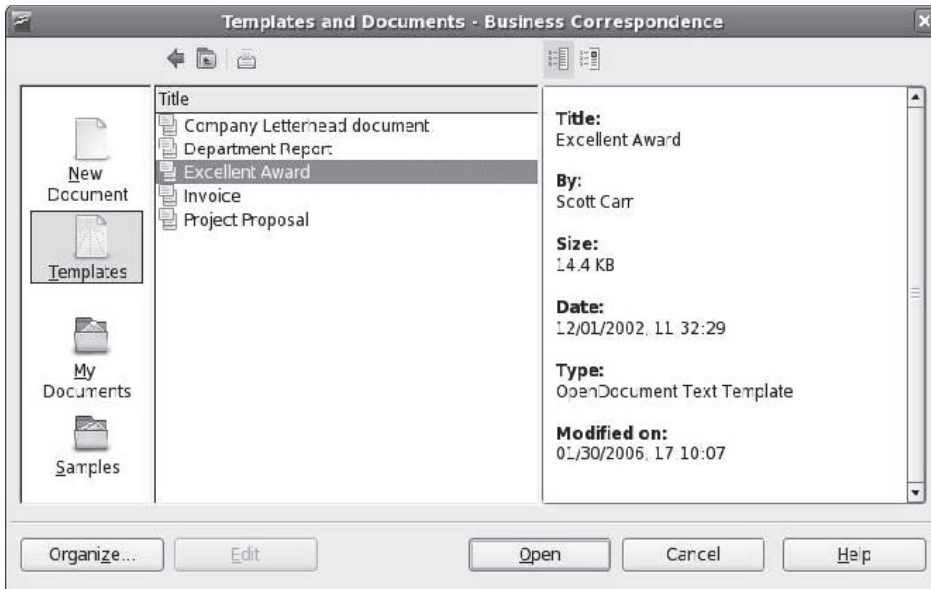 Templates and Documents - Business Correspondence
New
Document
Templates
My
Documents
Samples
Title
Company Letterhead document
Department Report
Excellent Award
Invoice
Project Proposal
Title:
Excellent Award
By:
Scott Carr
Size:
14.4 KB
Date:
12/01/2002, 11:32:29
Type:
OpenDocument Text Template
Modified on:
01/30/2006, 17:10:07
Organize...
Edit
Open
Cancel
Help